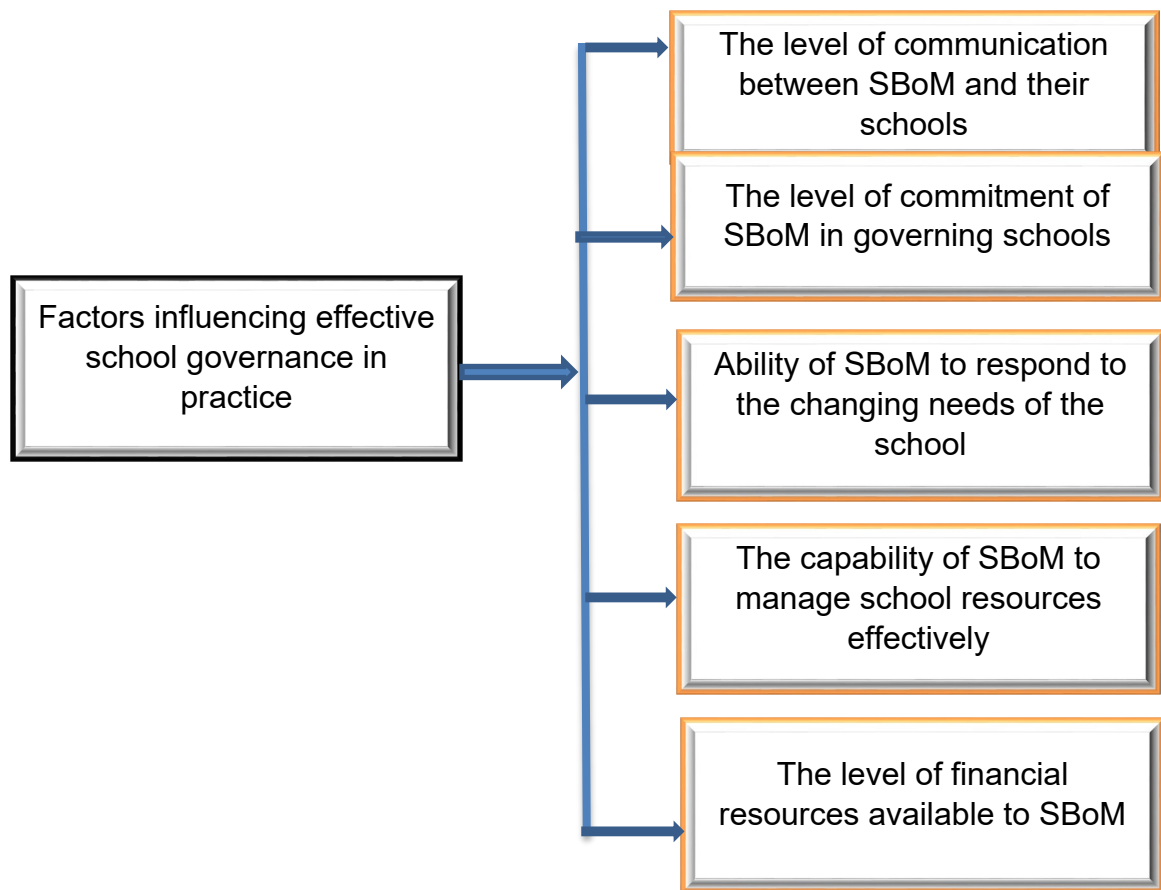 The level of communication
between SBoM and their
schools
The level of commitment of
SBoM in governing schools
Factors influencing effective
school governance in
practice
Ability of SBoM to respond to
the changing needs of the
school
The capability of SBoM to
manage school resources
effectively
The level of financial
resources available to SBoM